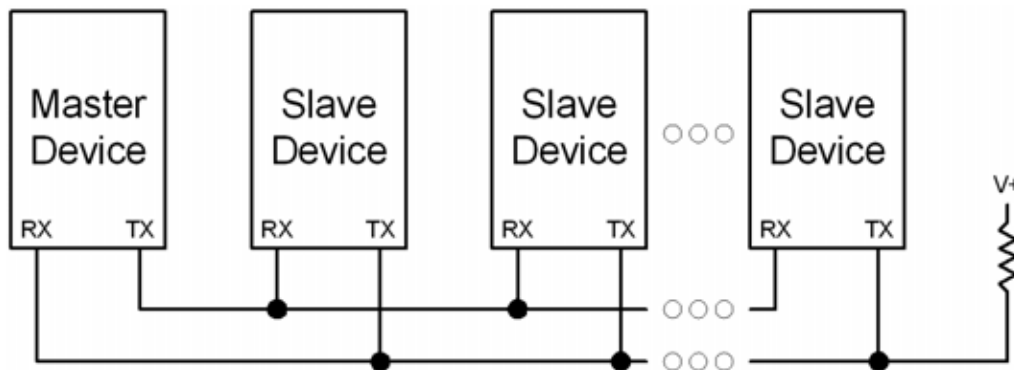 Master
Device
RX TX
Slave
Device
RX TX
Slave
Device
RX TX
Slave
Device
RX TX
V+